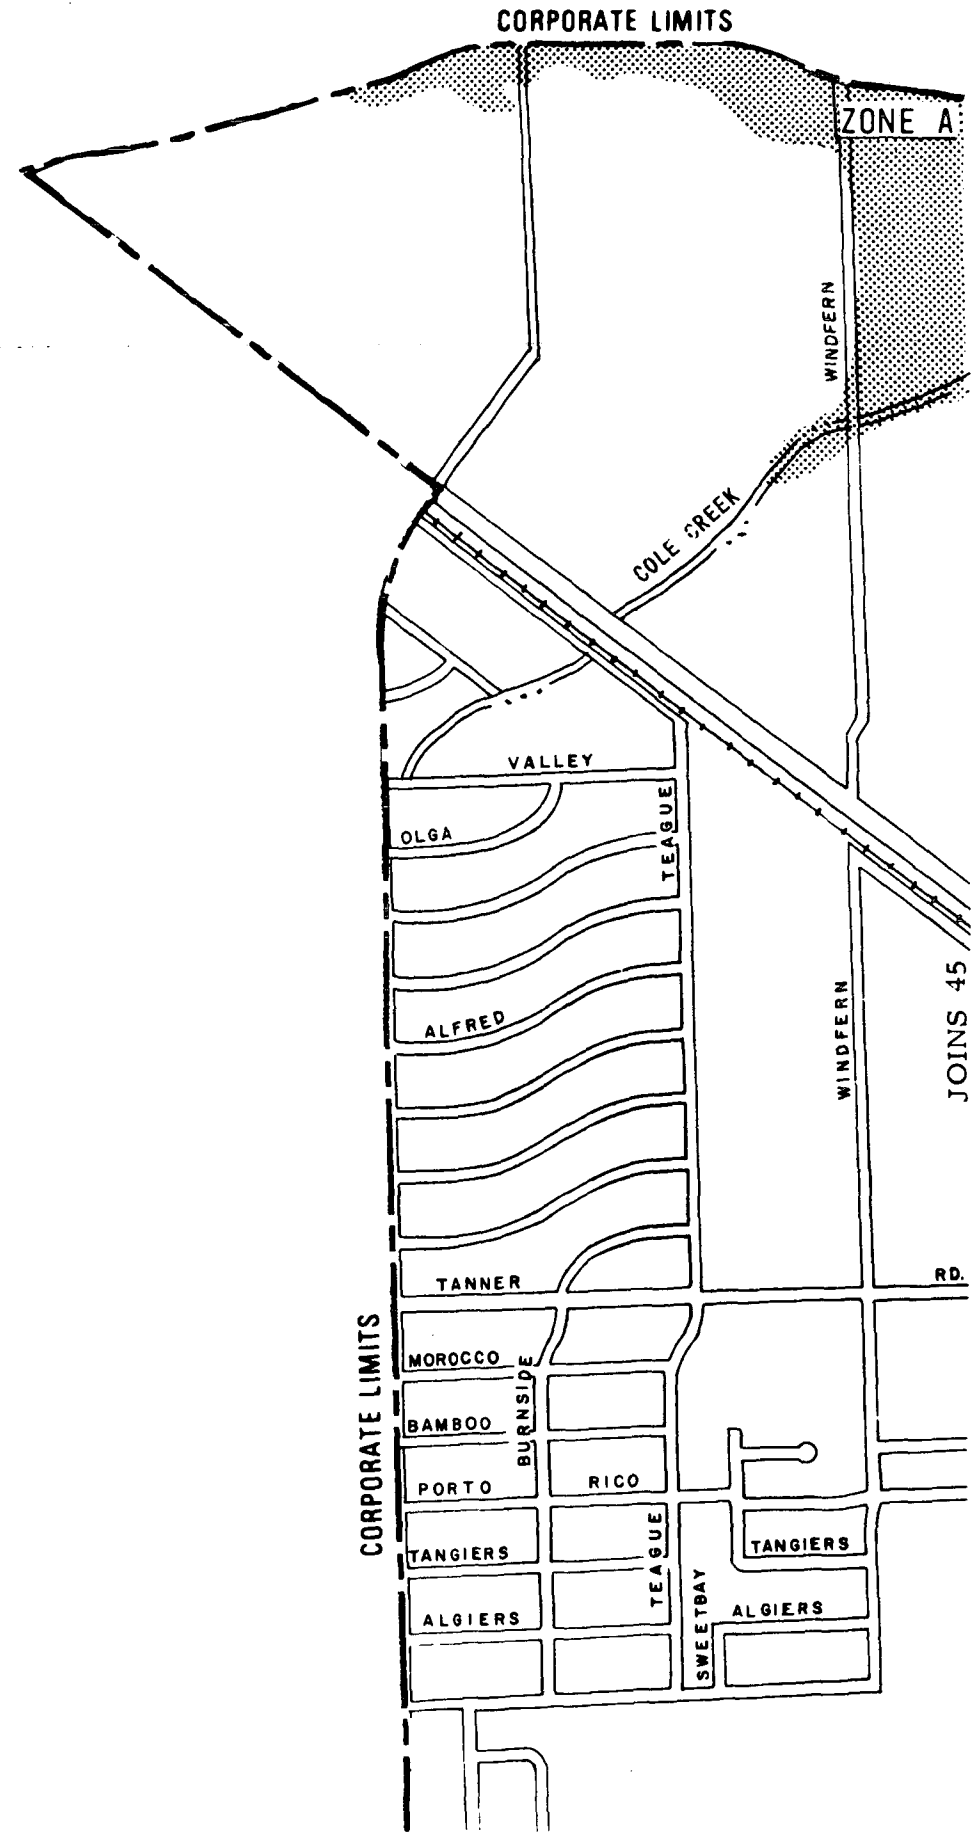 CORPORATE LIMITS
ZONE A
WINDFERN
COLE CREEK
VALLEY
TEAGUE
OLGA
JOINS 45
WINDFERN
ALFRED
TANNER
RD.
CORPORATE LIMITS
MOROCCO
BURNSIDE
BAMBOO
PORTO
RICO
TANGIERS
TEAGUE
TANGIERS
SWEETBAY
ALGIERS
ALGIERS